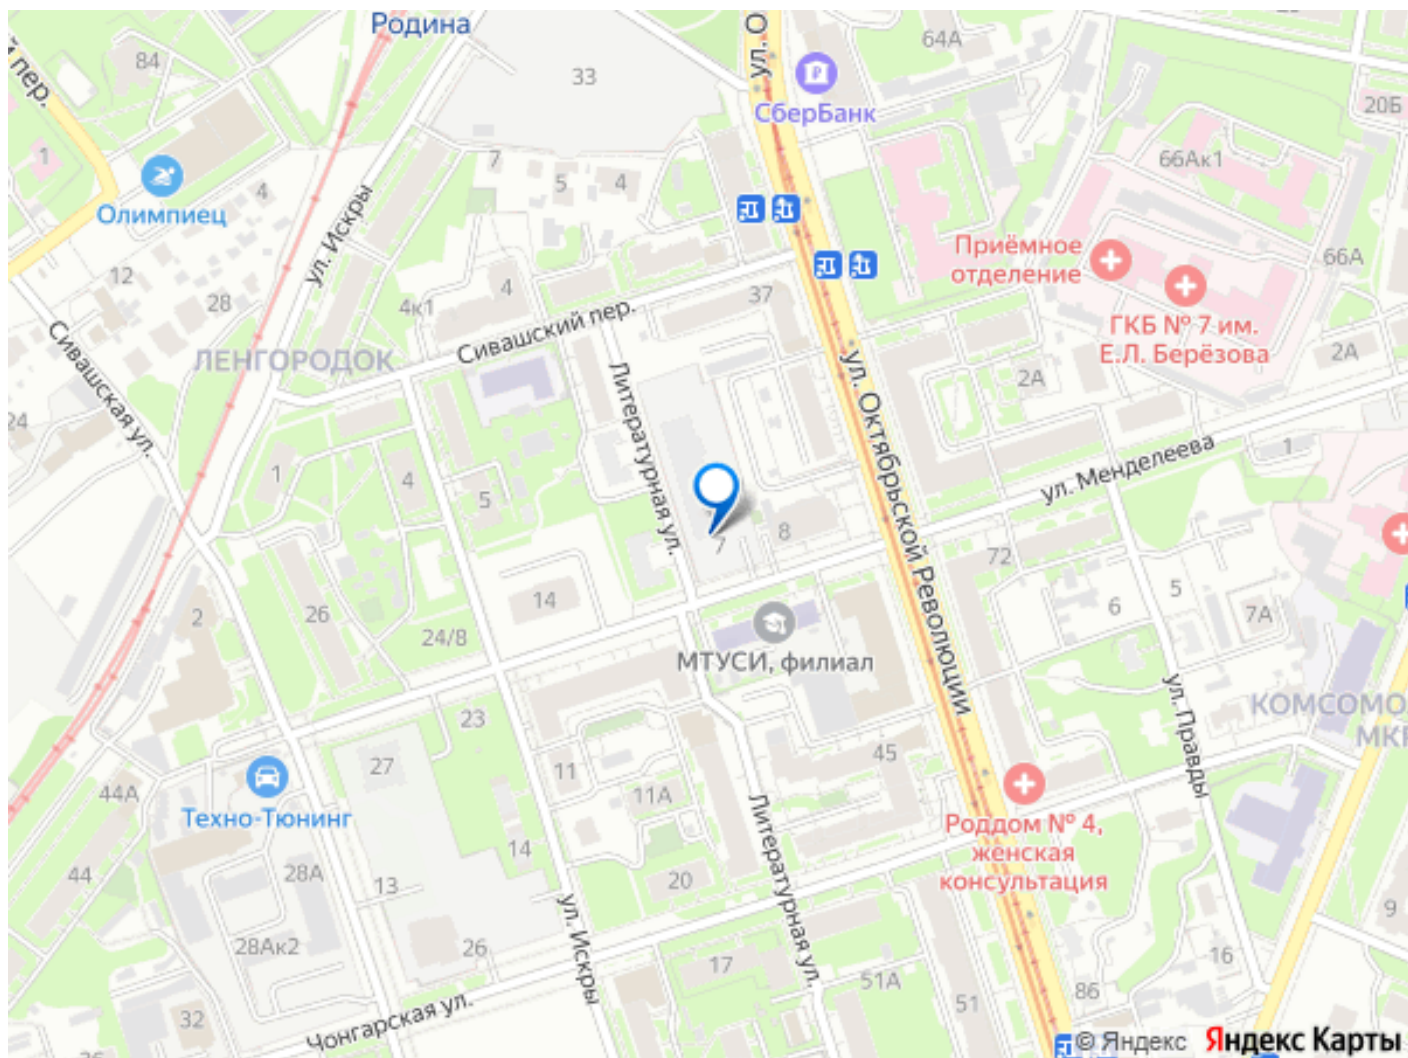 Родина
ул. О
64А
84
33
СберБанк
й пер.
20Б
1
7
5
4
66Ак1
4
Олимпиец
ул. Искры
Приёмное
отделение
66А
12
28
4к1
4
37
ГКБ № 7 им.
Е.Л. Берёзова
Сивашский пер.
ЛЕНГОРОДОК
2А
2А
Сивашская ул.
24
Литературная ул.
ул. Октябрьской Революции
ул. Менделеева
1
1
4
5
7
8
72
14
26
2
24/8
6
5
7А
МТУСИ, филиал
ул. Правды
КОМСОМО
МКР
23
45
27
11
11А
44А
Техно-Тюнинг
Литературная ул.
Роддом № 4,
женская
консультация
14
44
28А
13
20
9
ул. Искры
28Ак2
26
17
51А
16
51
86
32
Чонгарская ул.
© Яндекс Яндекс Карты